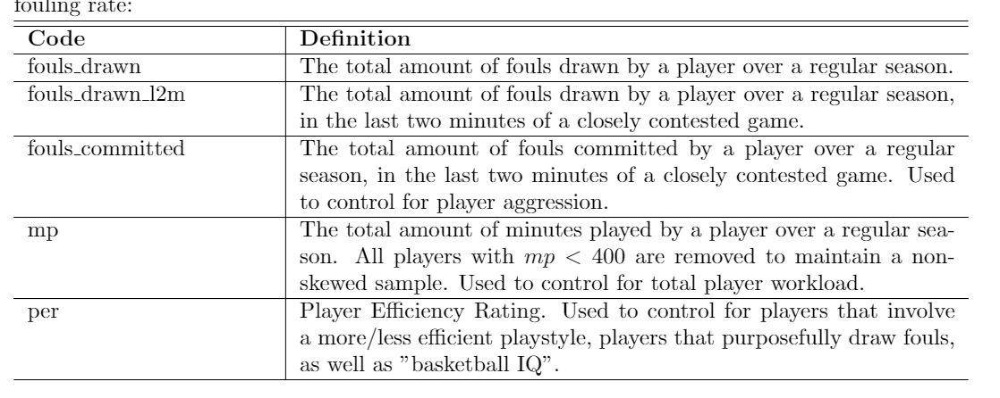 fouling rate:
Code Definition
fouls_drawn The total amount of fouls drawn by a player over a regular season.
fouls_drawn_l2m The total amount of fouls drawn by a player over a regular season,
in the last two minutes of a closely contested game.
fouls_committed The total amount of fouls committed by a player over a regular
season, in the last two minutes of a closely contested game. Used
to control for player aggression.
mp The total amount of minutes played by a player over a regular sea-
son. All players with mp < 400 are removed to maintain a non-
skewed sample. Used to control for total player workload.
per Player Efficiency Rating. Used to control for players that involve
a more/less efficient playstyle, players that purposefully draw fouls,
as well as ”basketball IQ”.